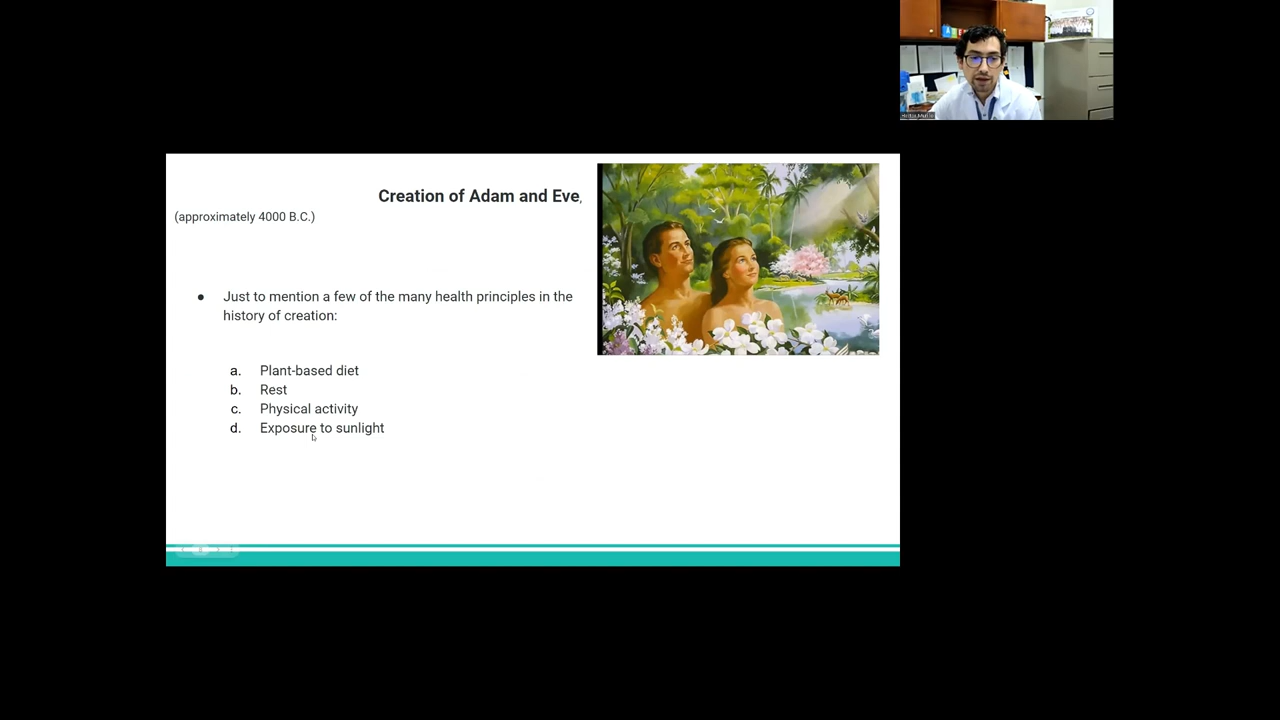 Creation of Adam and Eve,
(approximately 4000 B.C.)
● Just to mention a few of the many health principles in the
history of creation:
a. Plant-based diet
b. Rest
c. Physical activity
d. Exposure to sunlight